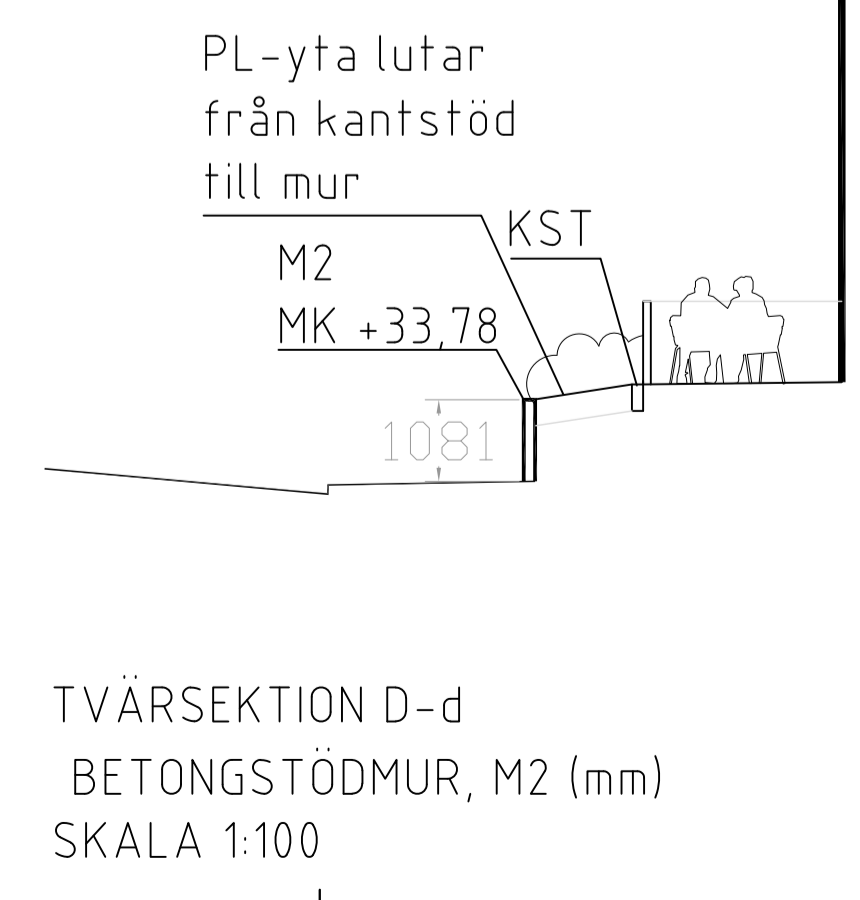 PL-yta lutar
från kantstöd
till mur
KST
M2
MK +33,78
1081
TVÄRSEKTION D-d
BETONGSTÖDMUR, M2 (mm)
SKALA 1:100